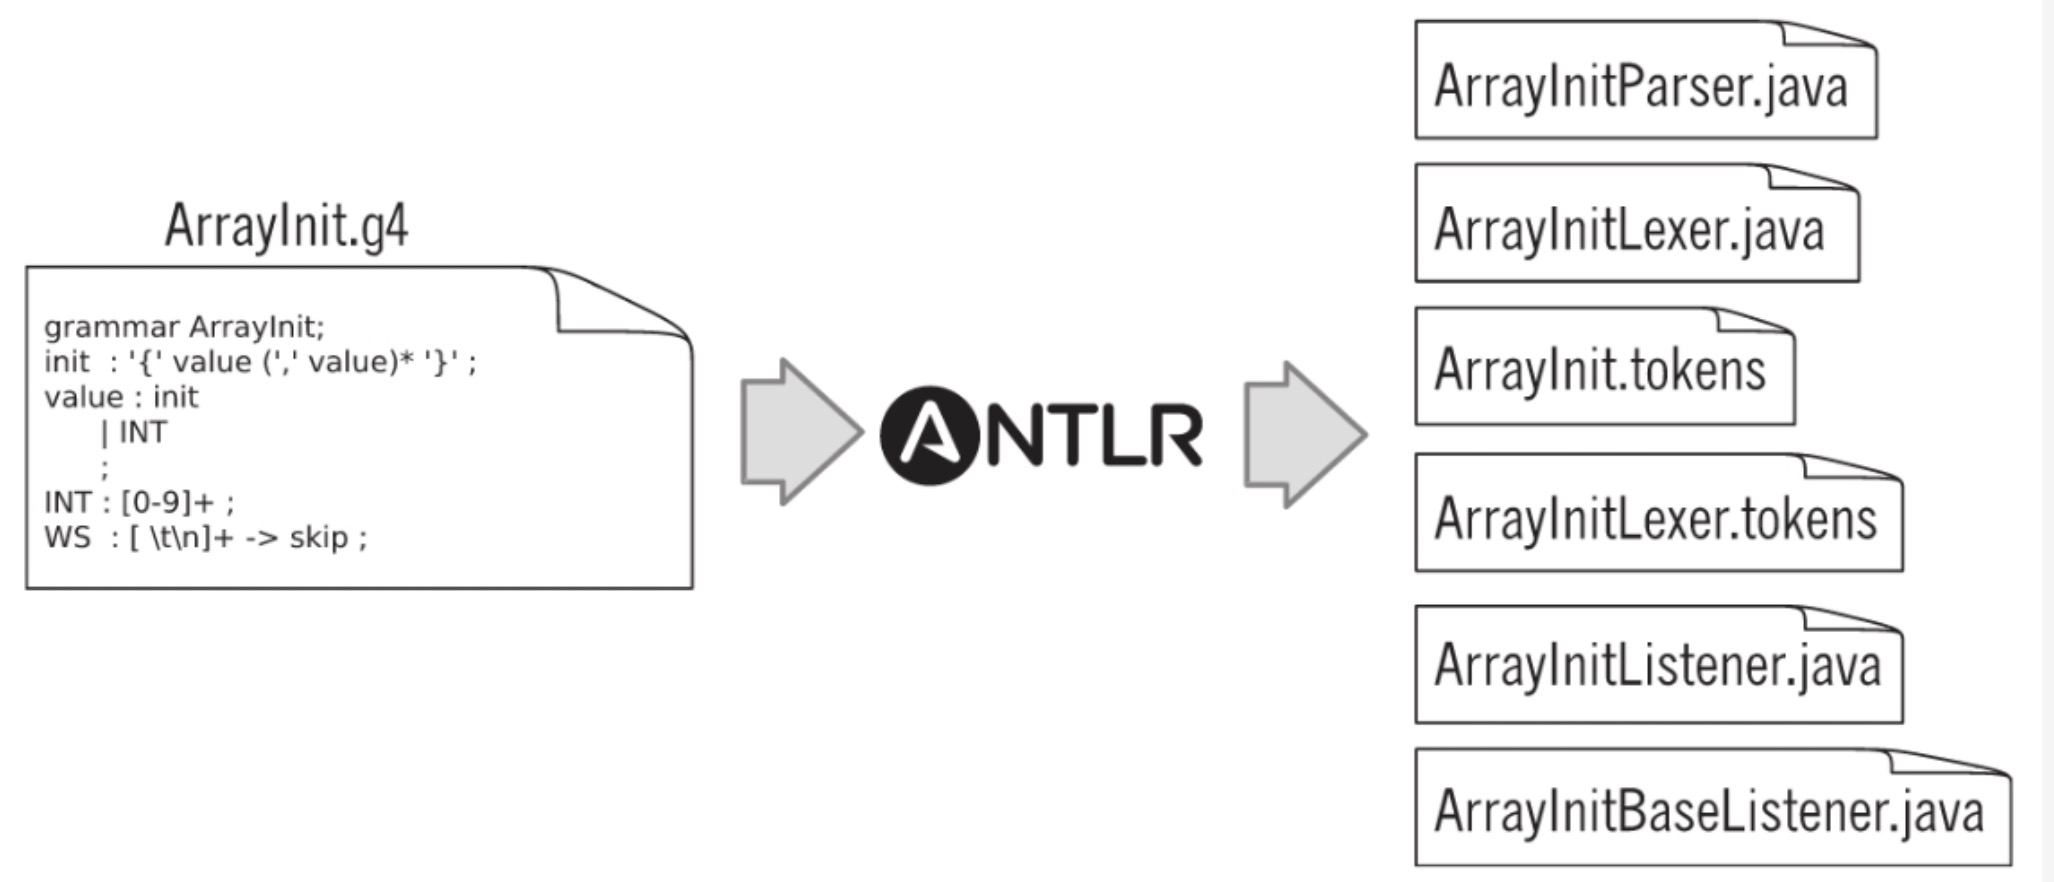 ArrayInit.g4
grammar ArrayInit;
init  : '{' value (',' value)* '}' ;
value : init
      | INT
      ;
INT : [0-9]+ ;
WS  : [ \t\n]+ -> skip ;
ANTLR
ArrayInitParser.java
ArrayInitLexer.java
ArrayInit.tokens
ArrayInitLexer.tokens
ArrayInitListener.java
ArrayInitBaseListener.java